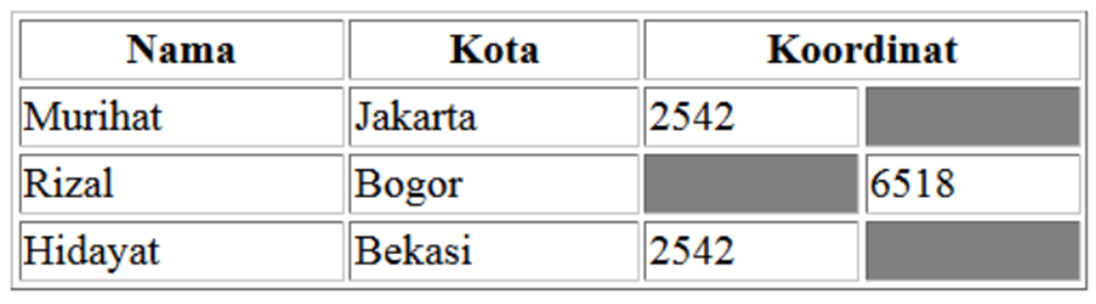 Nama Kota Koordinat
Murihat Jakarta 2542
Rizal Bogor 6518
Hidayat Bekasi 2542